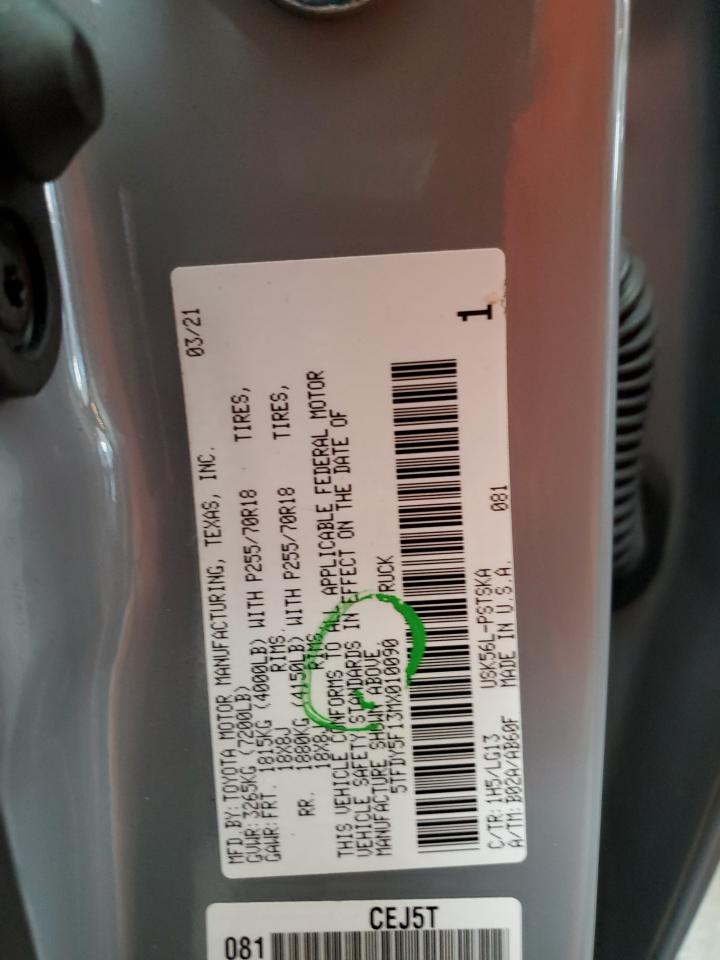 MFD.BY:TOYOTA MOTOR MANUFACTURING, TEXAS, INC. 03/21
GVWR:3265KG (7200LB)
GAWR:FRT. 1815KG (4000LB) WITH P255/70R18 TIRES,
18X8J RIMS.
RR. 1880KG (4150LB) WITH P255/70R18 TIRES,
18X8J RIMS.
THIS VEHICLE CONFORMS TO ALL APPLICABLE FEDERAL MOTOR
VEHICLE SAFETY STANDARDS IN EFFECT ON THE DATE OF
MANUFACTURE SHOWN ABOVE
5TFDY5F13MX010090 RUCK
1
C/TR:1H5/LG13 USK56L-PSTSKA 081
A/TM:B02A/AB60F MADE IN U.S.A.
CEJ5T
081